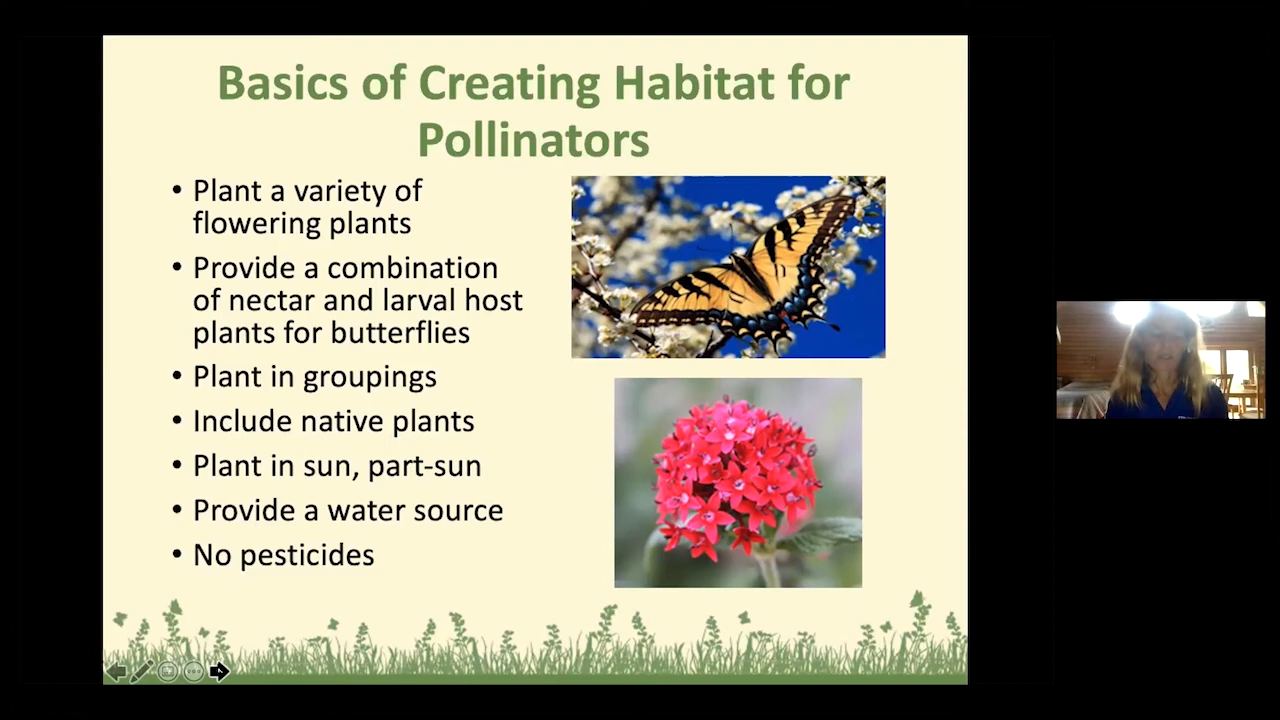 Basics of Creating Habitat for
Pollinators
• Plant a variety of
flowering plants
• Provide a combination
of nectar and larval host
plants for butterflies
• Plant in groupings
• Include native plants
• Plant in sun, part-sun
• Provide a water source
• No pesticides